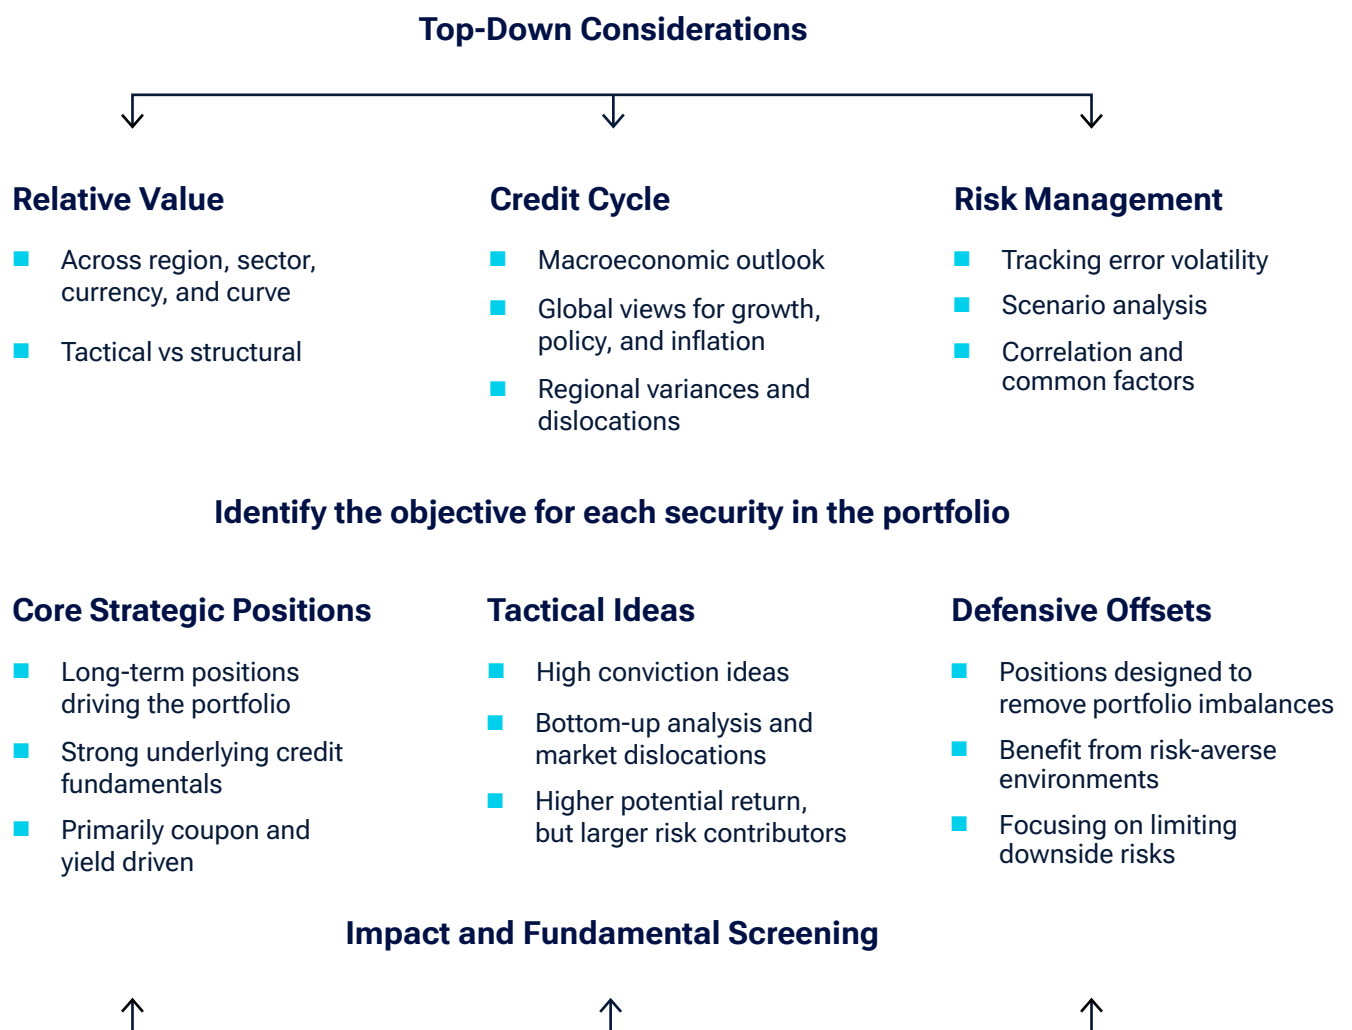 Top-Down Considerations
Relative Value
Across region, sector,
currency, and curve
Tactical vs structural
Credit Cycle
Macroeconomic outlook
Global views for growth,
policy, and inflation
Regional variances and
dislocations
Risk Management
Tracking error volatility
Scenario analysis
Correlation and
common factors
Identify the objective for each security in the portfolio
Core Strategic Positions
Long-term positions
driving the portfolio
Strong underlying credit
fundamentals
Primarily coupon and
yield driven
Tactical Ideas
High conviction ideas
Bottom-up analysis and
market dislocations
Higher potential return,
but larger risk contributors
Defensive Offsets
Positions designed to
remove portfolio imbalances
Benefit from risk-averse
environments
Focusing on limiting
downside risks
Impact and Fundamental Screening